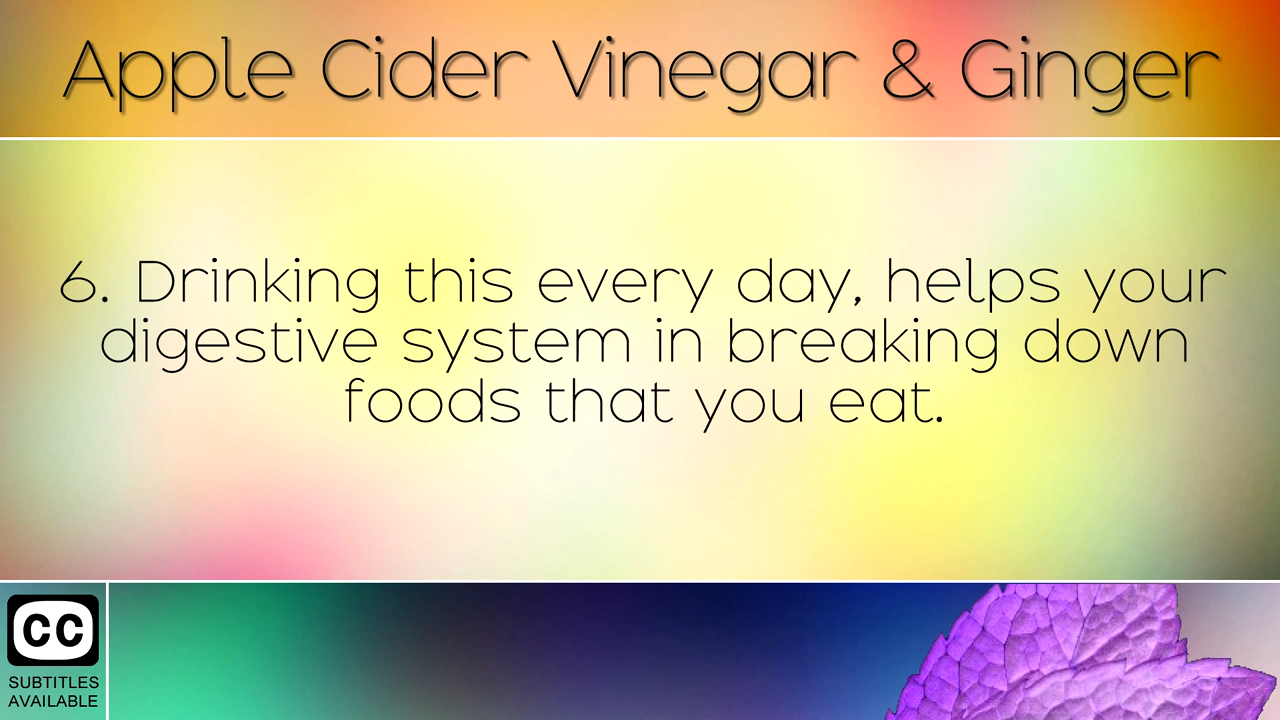 Apple Cider Vinegar & Ginger
6. Drinking this every day, helps your
digestive system in breaking down
foods that you eat.
CC
SUBTITLES
AVAILABLE